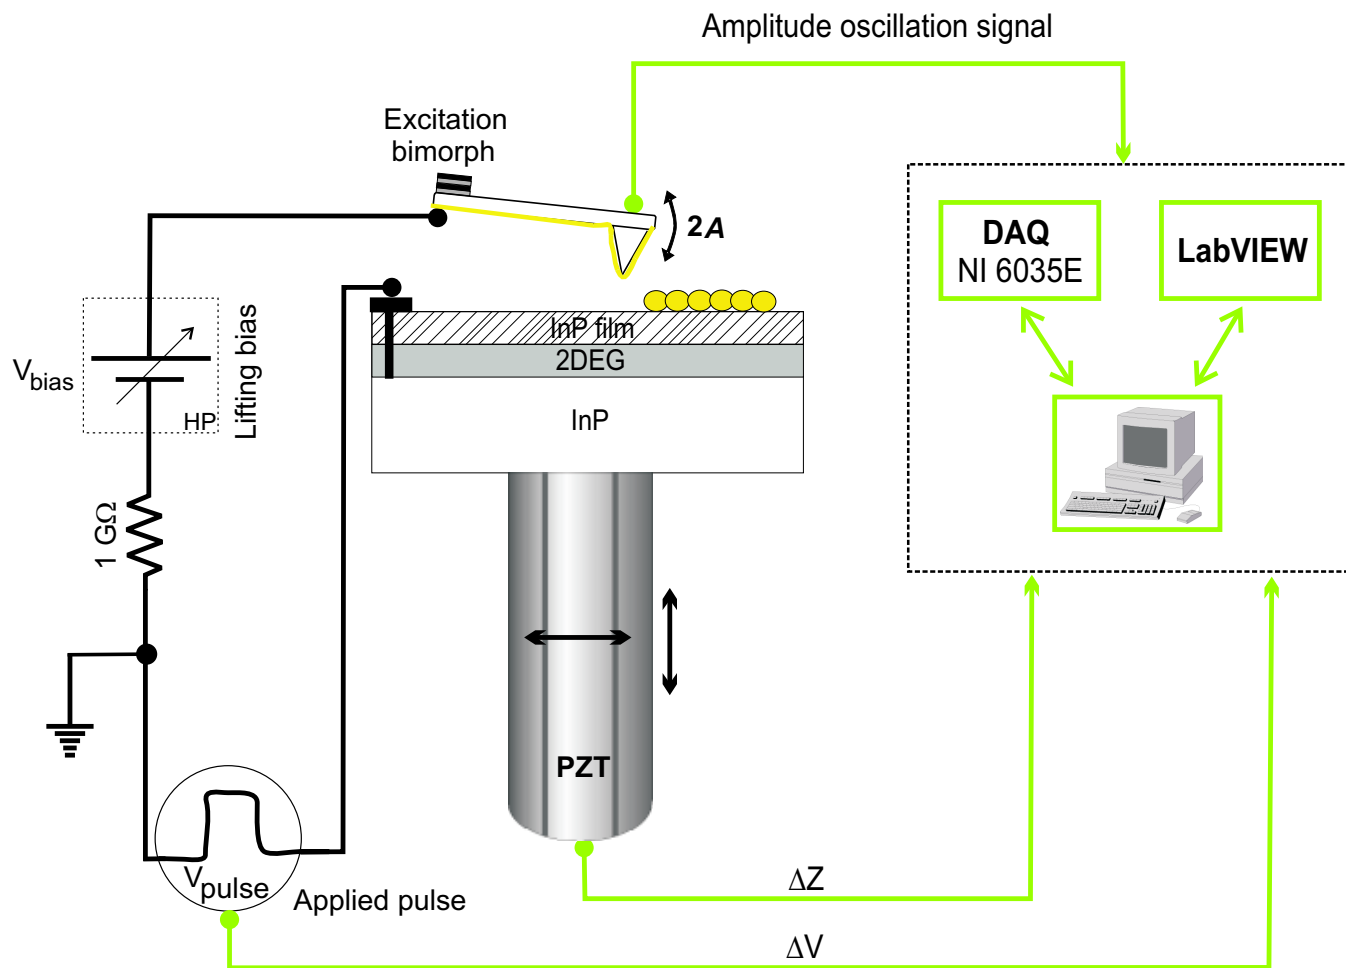 Amplitude oscillation signal
Excitation
bimorph
2A
DAQ
NI 6035E
LabVIEW
InP film
2DEG
InP
Vbias
HP
Lifting bias
1 GΩ
PZT
Vpulse
Applied pulse
ΔZ
ΔV